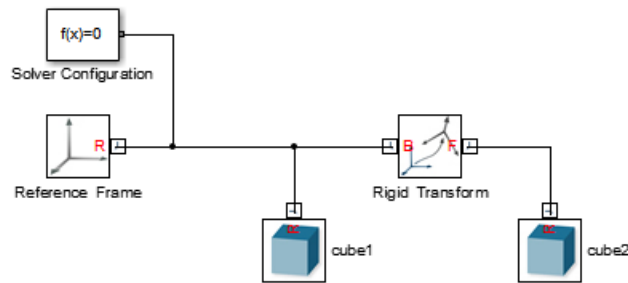 f(x)=0
Solver Configuration
R
B
F
Reference Frame
Rigid Transform
R
cube1
R
cube2